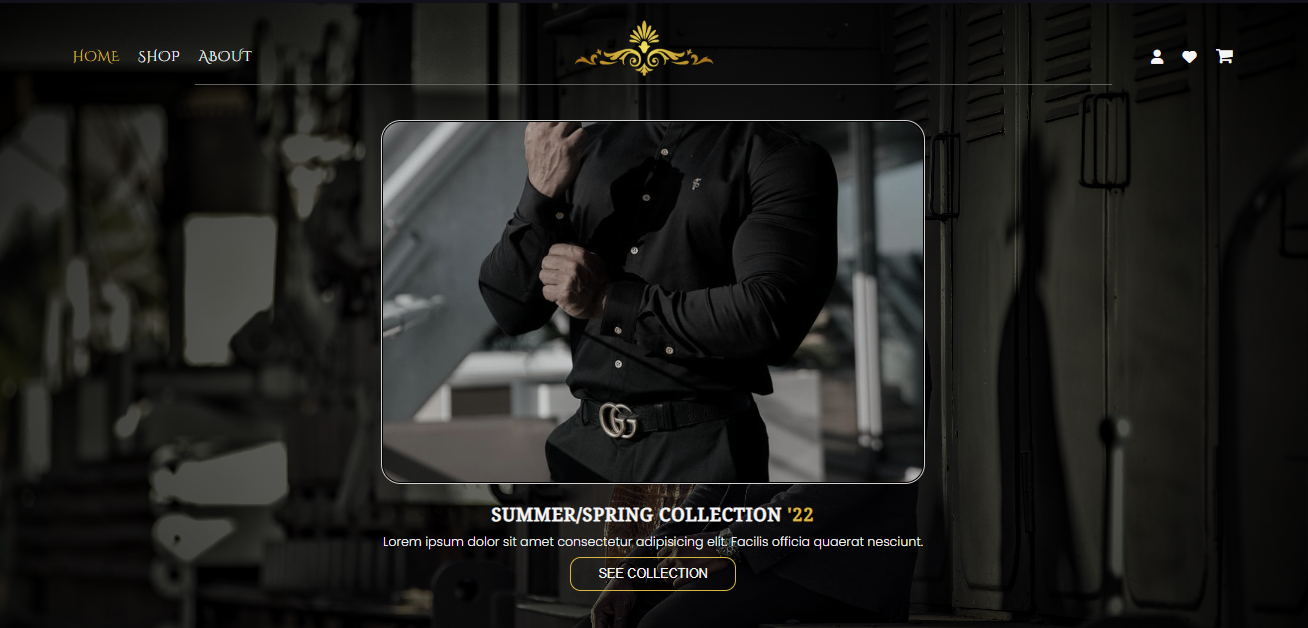 HOME SHOP ABOUT
SUMMER/SPRING COLLECTION '22
Lorem ipsum dolor sit amet consectetur adipisicing elit. Facilis officia quaerat nesciunt.
SEE COLLECTION